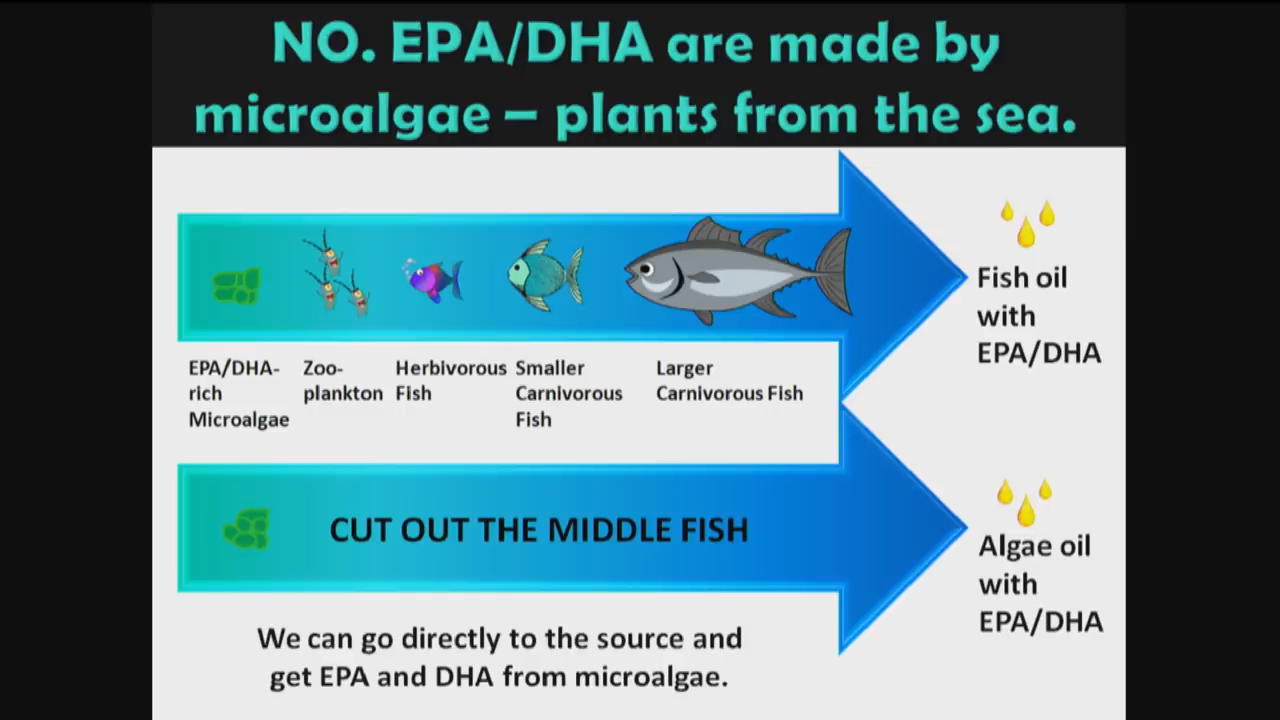 NO. EPA/DHA are made by
microalgae – plants from the sea.
Fish oil
with
EPA/DHA
EPA/DHA-
rich
Microalgae
Zoo-
plankton
Herbivorous
Fish
Smaller
Carnivorous
Fish
Larger
Carnivorous Fish
CUT OUT THE MIDDLE FISH
Algae oil
with
EPA/DHA
We can go directly to the source and
get EPA and DHA from microalgae.